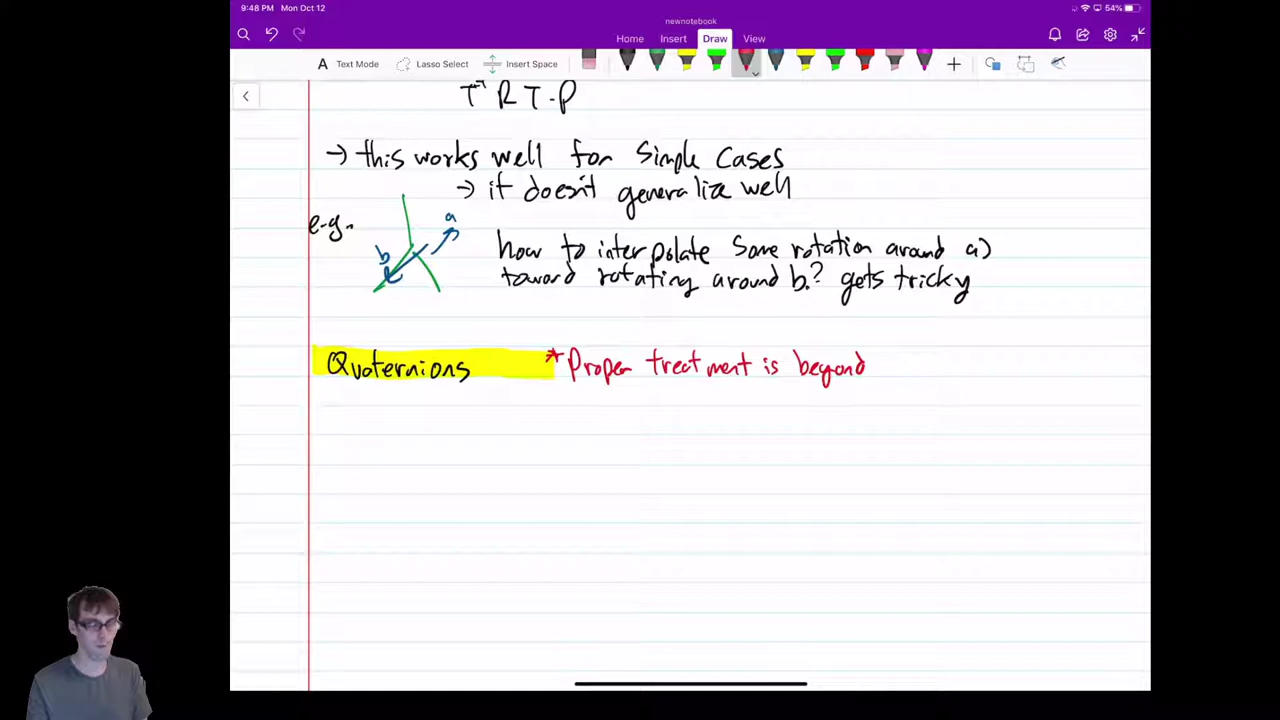 9:48 PM Mon Oct 12
54%
newnotebook
Home Insert Draw View
Text Mode Lasso Select Insert Space
T⁻¹ R T · P
→ this works well for simple cases
→ it doesn't generalize well
e.g.
a
b
how to interpolate some rotation around a)
toward rotating around b.? gets tricky
Quaternions *Proper treatment is beyond